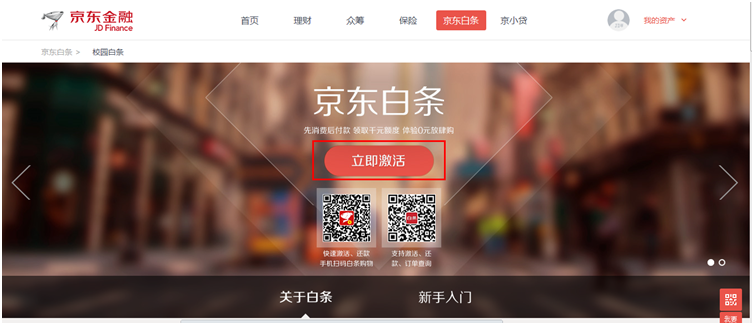 京东金融
JD Finance
首页 理财 众筹 保险 京东白条 京小贷 我的资产
京东白条 > 校园白条
京东白条
先消费后付款 领取千元额度 体验0元放肆购
立即激活
白条
快速激活、还款
手机扫码白条购物
支持激活、还
款、订单查询
关于白条 新手入门